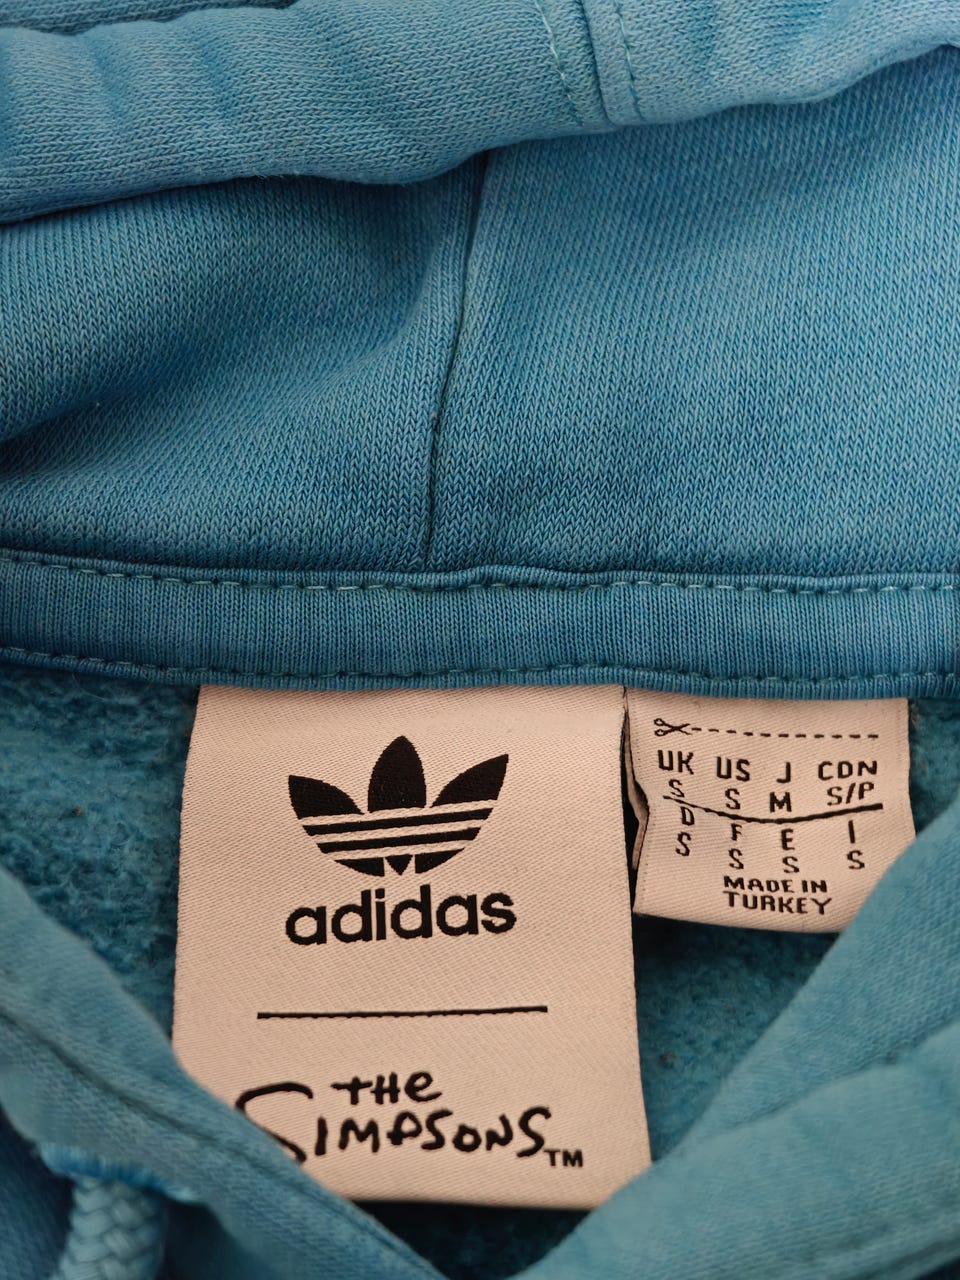 adidas
THE
SIMPSONS™
UK US J CDN
S S M S/P
D F E I
S S S S
MADE IN
TURKEY